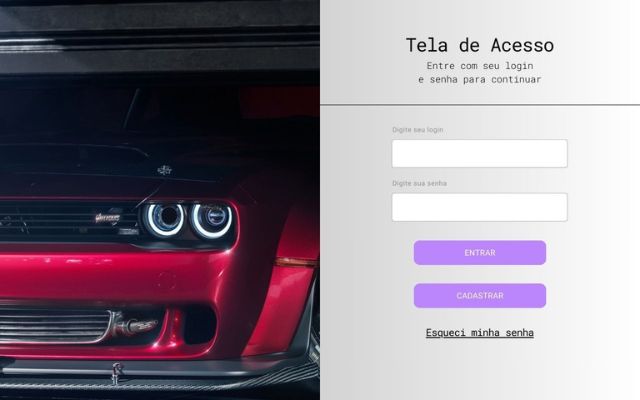 Tela de Acesso
Entre com seu login
e senha para continuar
Digite seu login
Digite sua senha
ENTRAR
CADASTRAR
Esqueci minha senha